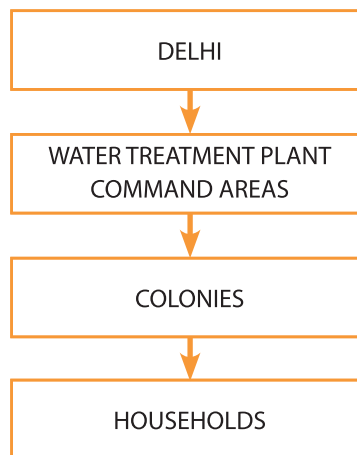 DELHI
WATER TREATMENT PLANT
COMMAND AREAS
COLONIES
HOUSEHOLDS